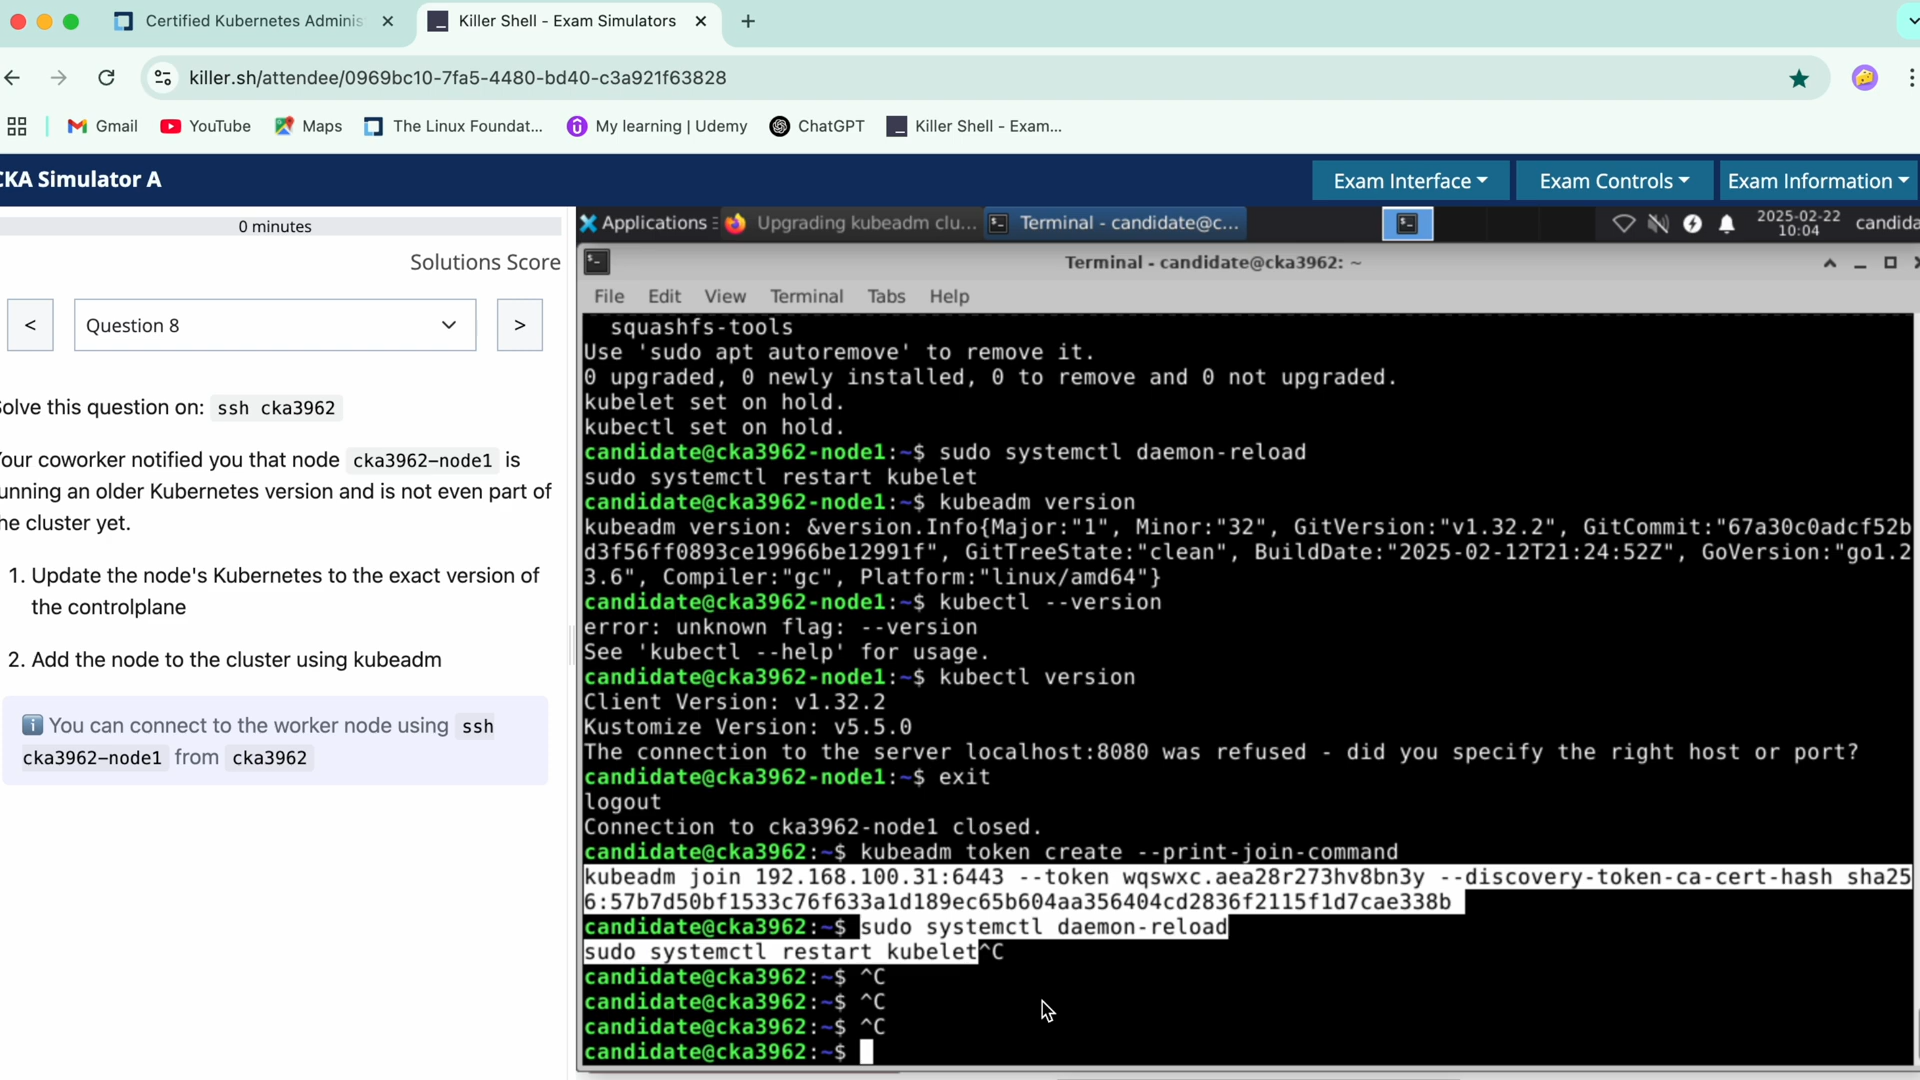 Certified Kubernetes Adminis
Killer Shell - Exam Simulators
killer.sh/attendee/0969bc10-7fa5-4480-bd40-c3a921f63828
Gmail
YouTube
Maps
The Linux Foundat...
My learning | Udemy
ChatGPT
Killer Shell - Exam...
CKA Simulator A
Exam Interface
Exam Controls
Exam Information
0 minutes
Solutions Score
<
Question 8
>
Solve this question on: ssh cka3962
Your coworker notified you that node cka3962-node1 is
running an older Kubernetes version and is not even part of
the cluster yet.
1. Update the node's Kubernetes to the exact version of
the controlplane
2. Add the node to the cluster using kubeadm
You can connect to the worker node using ssh
cka3962-node1 from cka3962
Applications
Upgrading kubeadm clu...
Terminal - candidate@c...
2025-02-22
10:04
candida
Terminal - candidate@cka3962: ~
File Edit View Terminal Tabs Help
squashfs-tools
Use 'sudo apt autoremove' to remove it.
0 upgraded, 0 newly installed, 0 to remove and 0 not upgraded.
kubelet set on hold.
kubectl set on hold.
candidate@cka3962-node1:~$ sudo systemctl daemon-reload
sudo systemctl restart kubelet
candidate@cka3962-node1:~$ kubeadm version
kubeadm version: &version.Info{Major:"1", Minor:"32", GitVersion:"v1.32.2", GitCommit:"67a30c0adcf52b
d3f56ff0893ce19966be12991f", GitTreeState:"clean", BuildDate:"2025-02-12T21:24:52Z", GoVersion:"go1.2
3.6", Compiler:"gc", Platform:"linux/amd64"}
candidate@cka3962-node1:~$ kubectl --version
error: unknown flag: --version
See 'kubectl --help' for usage.
candidate@cka3962-node1:~$ kubectl version
Client Version: v1.32.2
Kustomize Version: v5.5.0
The connection to the server localhost:8080 was refused - did you specify the right host or port?
candidate@cka3962-node1:~$ exit
logout
Connection to cka3962-node1 closed.
candidate@cka3962:~$ kubeadm token create --print-join-command
kubeadm join 192.168.100.31:6443 --token wqswxc.aea28r273hv8bn3y --discovery-token-ca-cert-hash sha25
6:57b7d50bf1533c76f633a1d189ec65b604aa356404cd2836f2115f1d7cae338b
candidate@cka3962:~$ sudo systemctl daemon-reload
sudo systemctl restart kubelet^C
candidate@cka3962:~$ ^C
candidate@cka3962:~$ ^C
candidate@cka3962:~$ ^C
candidate@cka3962:~$